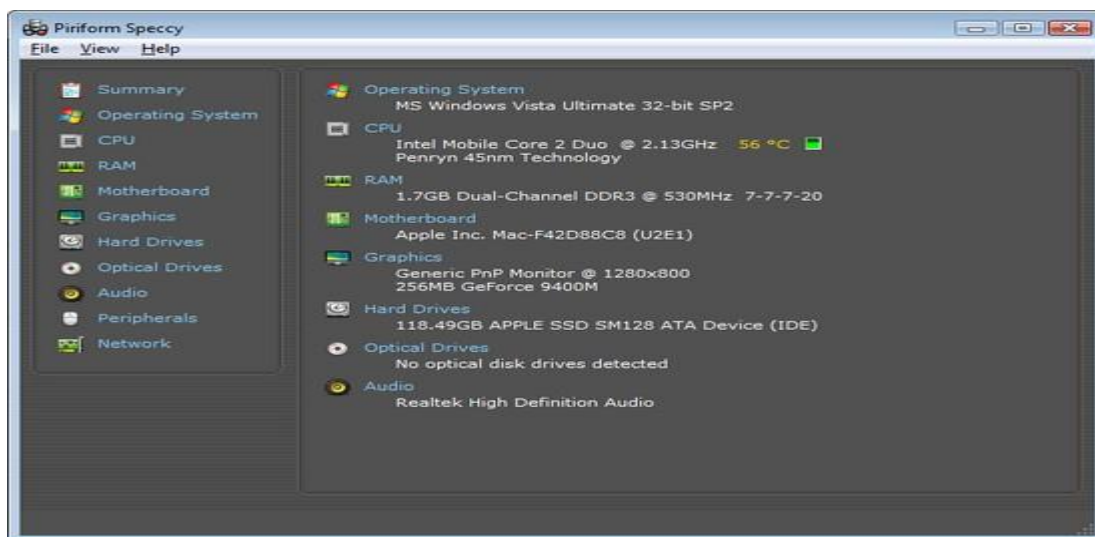 Piriform Speccy
File View Help
Summary
Operating System
CPU
RAM
Motherboard
Graphics
Hard Drives
Optical Drives
Audio
Peripherals
Network
Operating System
MS Windows Vista Ultimate 32-bit SP2
CPU
Intel Mobile Core 2 Duo @ 2.13GHz 56 °C
Penryn 45nm Technology
RAM
1.7GB Dual-Channel DDR3 @ 530MHz 7-7-7-20
Motherboard
Apple Inc. Mac-F42D88C8 (U2E1)
Graphics
Generic PnP Monitor @ 1280x800
256MB GeForce 9400M
Hard Drives
118.49GB APPLE SSD SM128 ATA Device (IDE)
Optical Drives
No optical disk drives detected
Audio
Realtek High Definition Audio